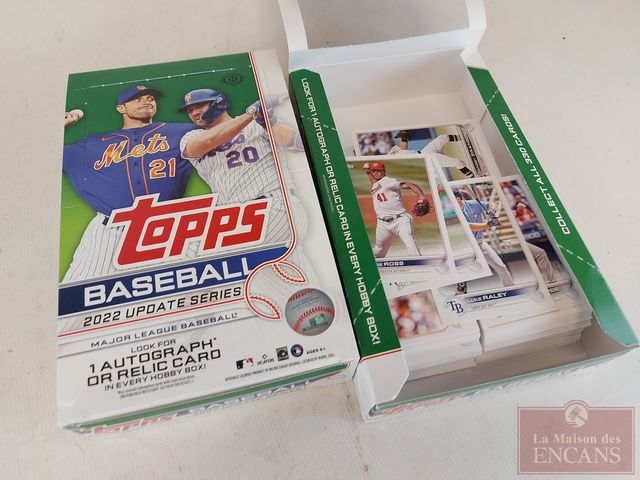 Mets
21
20
TOPPS
BASEBALL
2022 UPDATE SERIES
MAJOR LEAGUE BASEBALL
LOOK FOR
1 AUTOGRAPH
OR RELIC CARD
IN EVERY HOBBY BOX!
LOOK FOR 1 AUTOGRAPH OR RELIC CARD IN EVERY HOBBY BOX!
COLLECT ALL 330 CARDS!
41
ROSS
LUKE RALEY
La Maison des
ENCANS